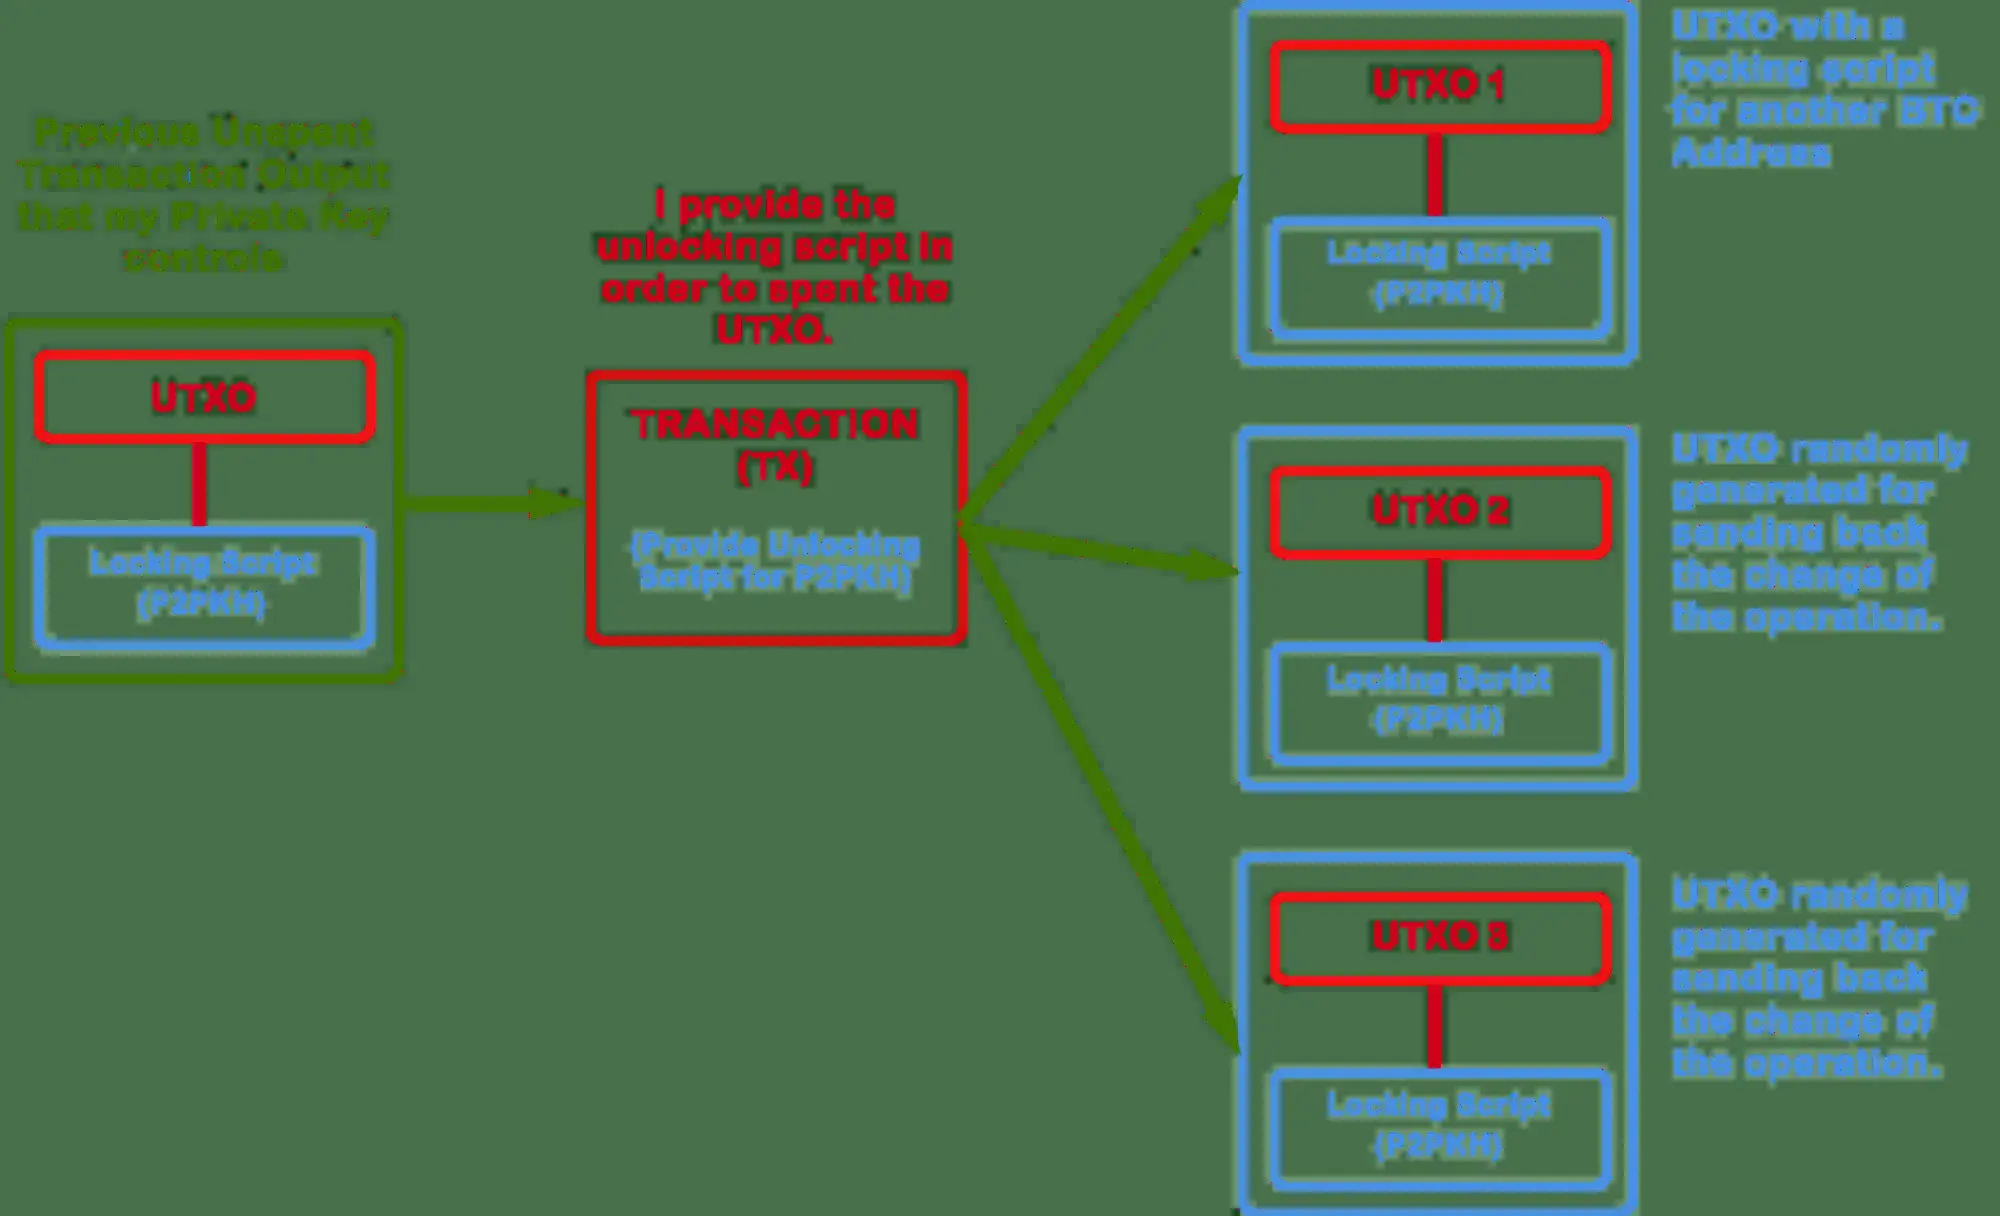 Previous Unspent
Transaction Output
that my Private Key
controls
UTXO
Locking Script
(P2PKH)
I provide the
unlocking script in
order to spent the
UTXO.
TRANSACTION
(TX)
(Provide Unlocking
Script for P2PKH)
UTXO 1
Locking Script
(P2PKH)
UTXO with a
locking script
for another BTC
Address
UTXO 2
Locking Script
(P2PKH)
UTXO randomly
generated for
sending back
the change of
the operation.
UTXO 3
Locking Script
(P2PKH)
UTXO randomly
generated for
sending back
the change of
the operation.